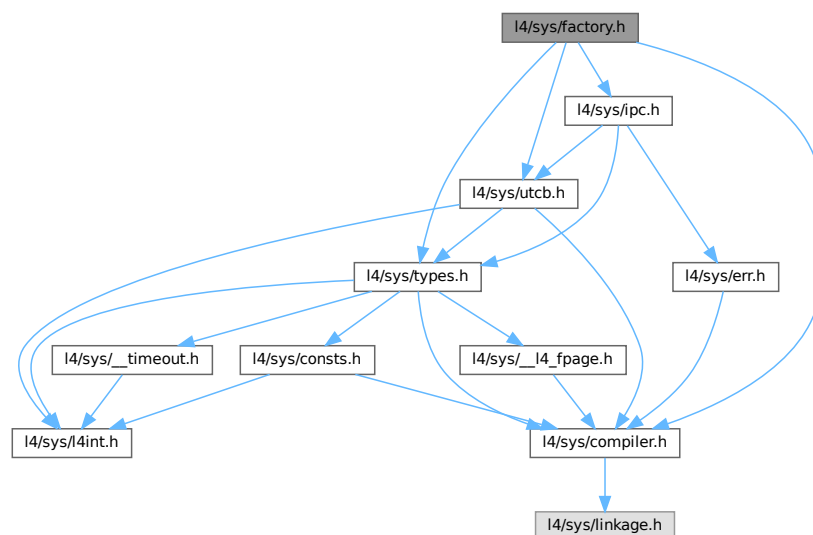 l4/sys/factory.h
l4/sys/ipc.h
l4/sys/utcb.h
l4/sys/types.h
l4/sys/err.h
l4/sys/__timeout.h
l4/sys/consts.h
l4/sys/__l4_fpage.h
l4/sys/l4int.h
l4/sys/compiler.h
l4/sys/linkage.h